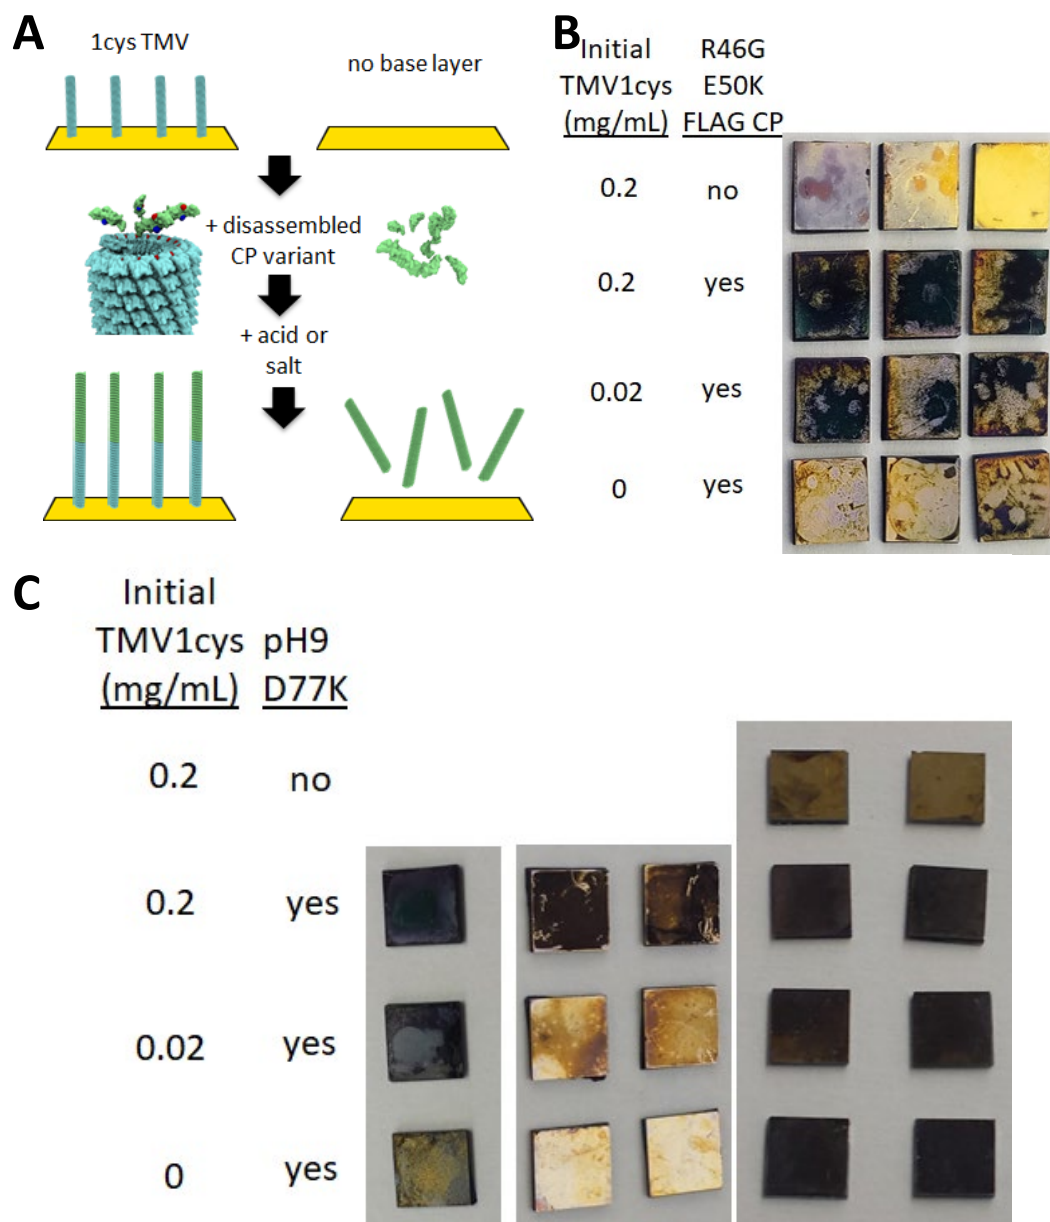 A
1cys TMV
no base layer
+ disassembled
CP variant
+ acid or
salt
B
Initial R46G
TMV1cys E50K
(mg/mL) FLAG CP
0.2 no
0.2 yes
0.02 yes
0 yes
C
Initial
TMV1cys pH9
(mg/mL) D77K
0.2 no
0.2 yes
0.02 yes
0 yes